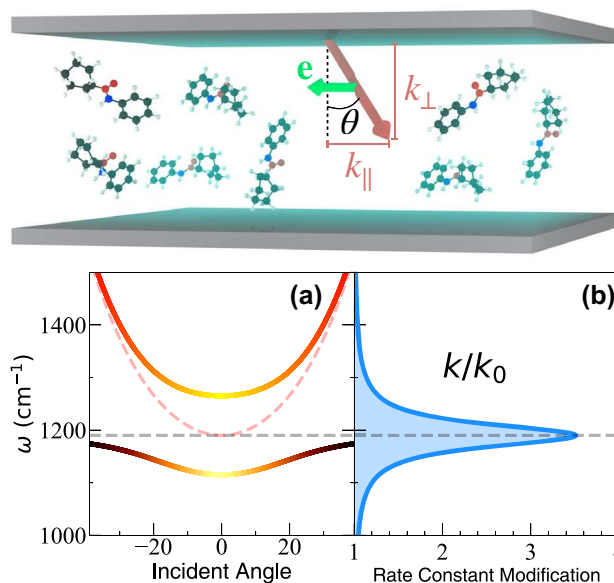 e
θ
k⊥
k∥
(a)
(b)
k/k₀
ω (cm⁻¹)
1400
1200
1000
−20
0
20
1
2
3
Incident Angle
Rate Constant Modification